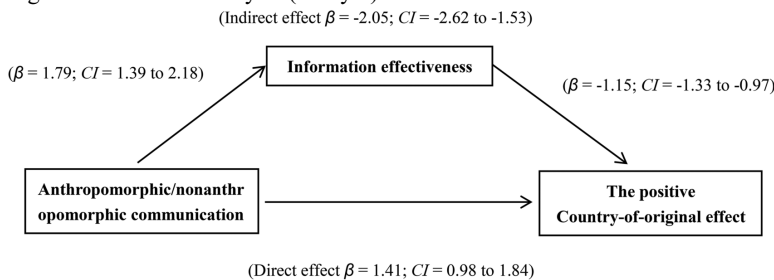 (Indirect effect β = -2.05; CI = -2.62 to -1.53)
Information effectiveness
(β = 1.79; CI = 1.39 to 2.18)
(β = -1.15; CI = -1.33 to -0.97)
Anthropomorphic/nonanthr
opomorphic communication
The positive
Country-of-original effect
(Direct effect β = 1.41; CI = 0.98 to 1.84)